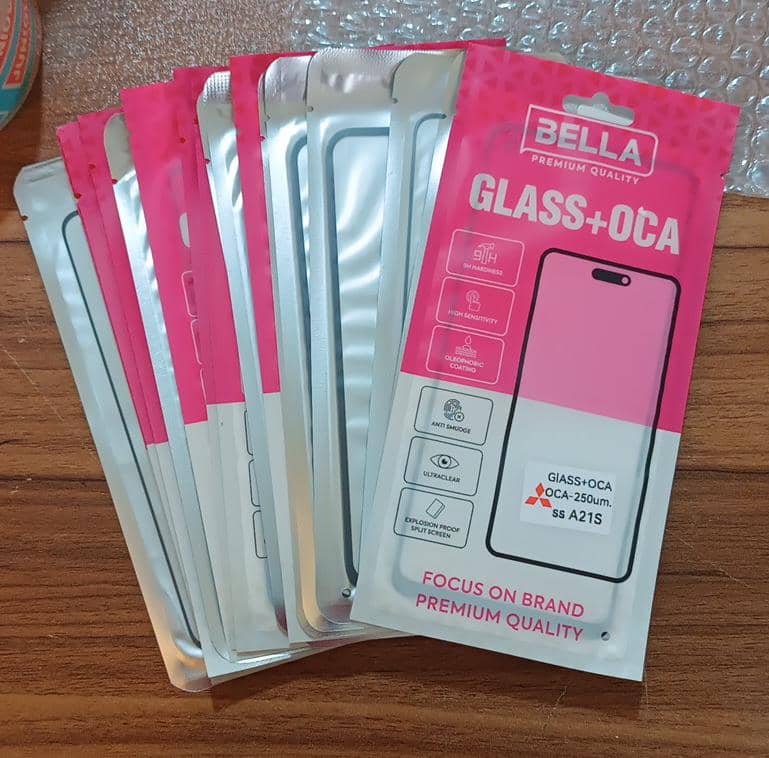 BELLA
PREMIUM QUALITY
GLASS+OCA
9H
9H HARDNESS
HIGH SENSITIVITY
OLEOPHOBIC
COATING
ANTI SMUDGE
ULTRACLEAR
EXPLOSION PROOF
SPLIT SCREEN
GlASS+OCA
OCA-250um.
ss A21S
FOCUS ON BRAND
PREMIUM QUALITY